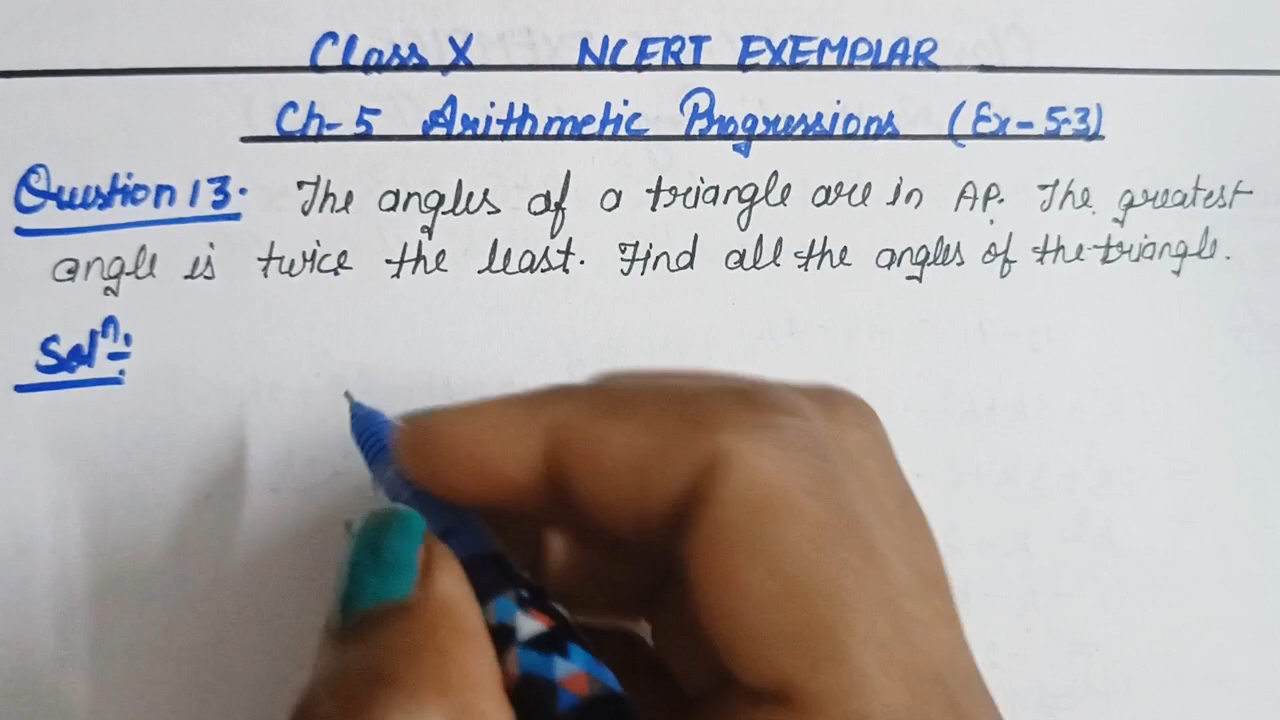 Class X NCERT EXEMPLAR
Ch-5 Arithmetic Progressions (Ex-5.3)
Question 13. The angles of a triangle are in AP. The greatest
angle is twice the least. Find all the angles of the triangle.
Solⁿ:-